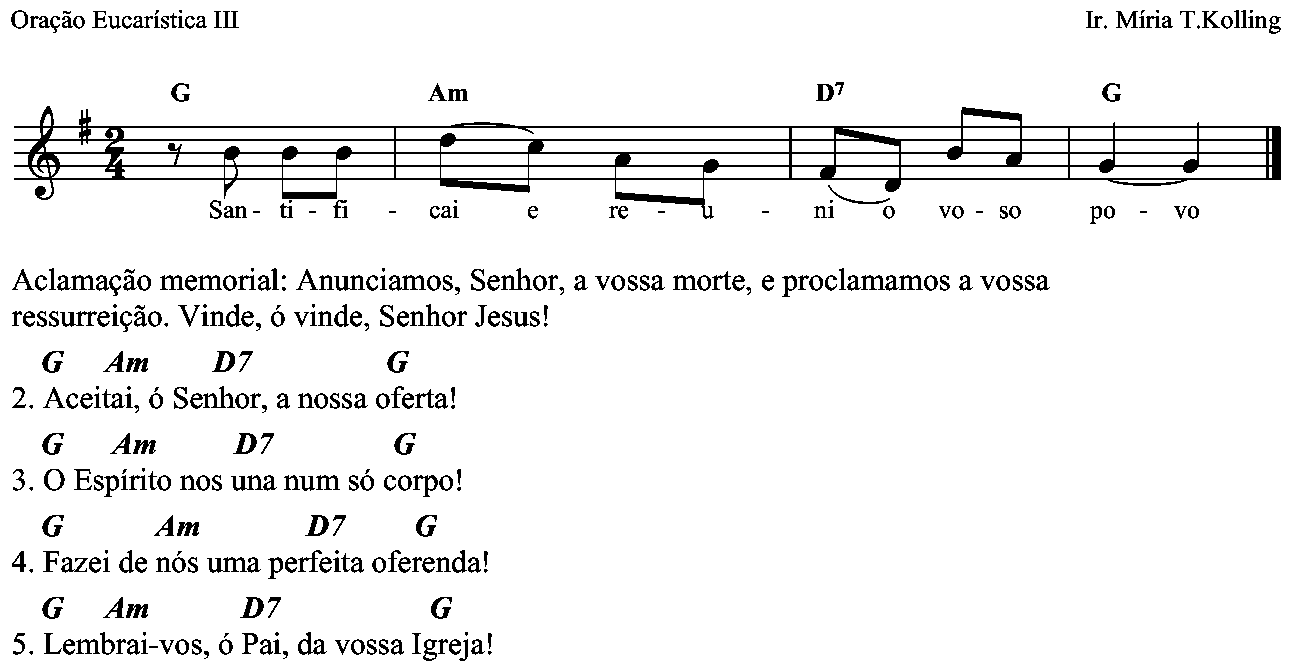 Oração Eucarística III
Ir. Míria T.Kolling
G Am D7 G
2
4
San - ti - fi - cai e re - u - ni o vo - so po - vo
Aclamação memorial: Anunciamos, Senhor, a vossa morte, e proclamamos a vossa
ressurreição. Vinde, ó vinde, Senhor Jesus!
G Am D7 G
2. Aceitai, ó Senhor, a nossa oferta!
G Am D7 G
3. O Espírito nos una num só corpo!
G Am D7 G
4. Fazei de nós uma perfeita oferenda!
G Am D7 G
5. Lembrai-vos, ó Pai, da vossa Igreja!